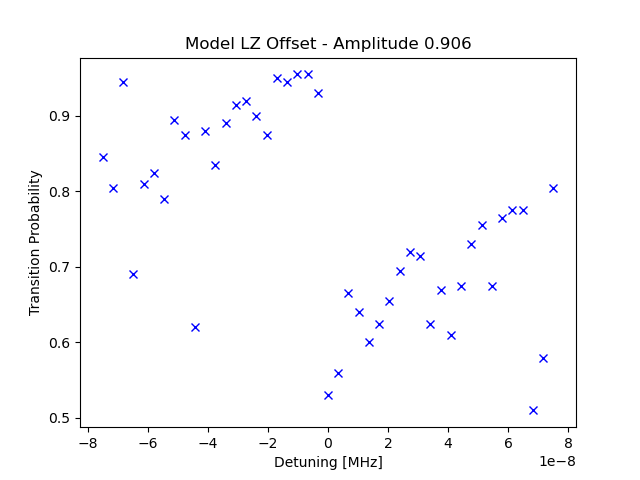 Model LZ Offset - Amplitude 0.906
Transition Probability
0.9
0.8
0.7
0.6
0.5
−8 −6 −4 −2 0 2 4 6 8
1e−8
Detuning [MHz]